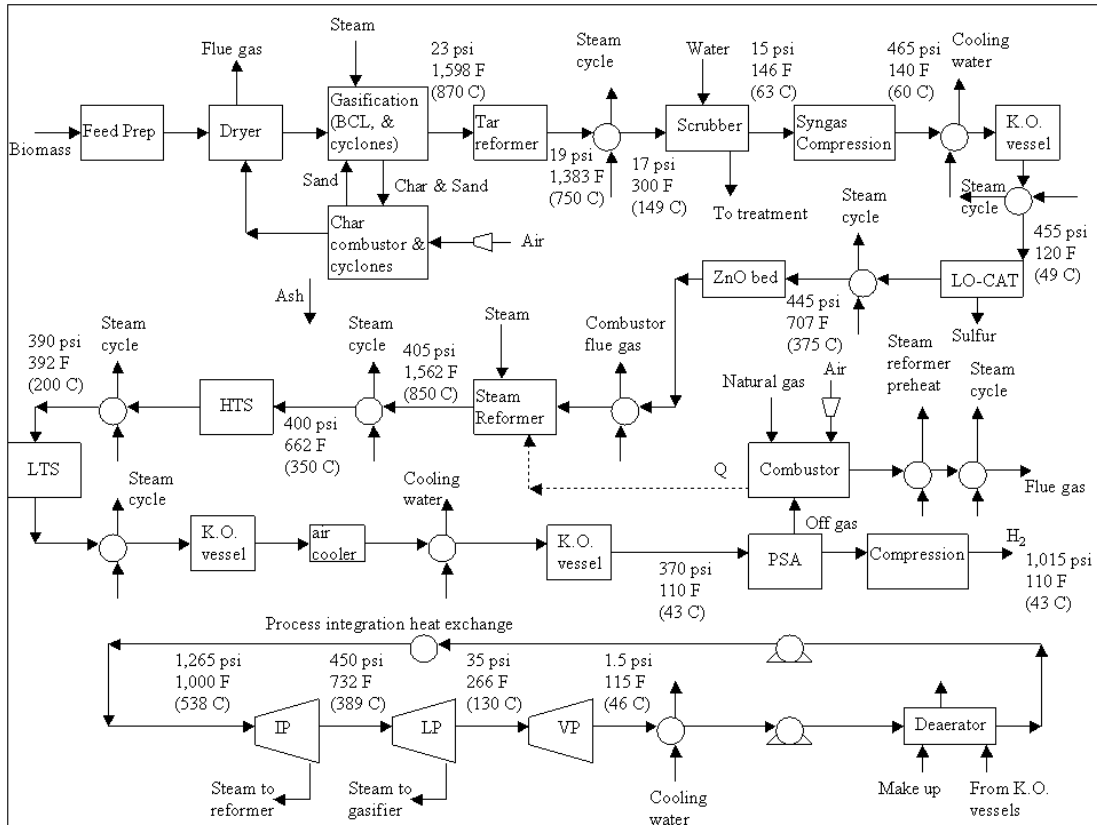 Steam
Flue gas
23 psi
1,598 F
(870 C)
Steam
cycle
Water
15 psi
146 F
(63 C)
465 psi
140 F
(60 C)
Cooling
water
Biomass
Feed Prep
Dryer
Gasification
(BCL, &
cyclones)
Tar
reformer
19 psi
1,383 F
(750 C)
17 psi
300 F
(149 C)
Scrubber
Syngas
Compression
K.O.
vessel
Sand
Char & Sand
To treatment
Steam
cycle
Steam
cycle
Char
combustor &
cyclones
Air
Ash
455 psi
120 F
(49 C)
ZnO bed
445 psi
707 F
(375 C)
LO-CAT
Sulfur
390 psi
392 F
(200 C)
Steam
cycle
Steam
cycle
405 psi
1,562 F
(850 C)
Steam
Combustor
flue gas
Steam
reformer
preheat
Steam
cycle
Natural gas
Air
HTS
400 psi
662 F
(350 C)
Steam
Reformer
LTS
Steam
cycle
Cooling
water
Q
Combustor
Flue gas
K.O.
vessel
air
cooler
K.O.
vessel
Off gas
370 psi
110 F
(43 C)
PSA
Compression
H2
1,015 psi
110 F
(43 C)
Process integration heat exchange
1,265 psi
1,000 F
(538 C)
450 psi
732 F
(389 C)
35 psi
266 F
(130 C)
1.5 psi
115 F
(46 C)
IP
LP
VP
Deaerator
Steam to
reformer
Steam to
gasifier
Cooling
water
Make up
From K.O.
vessels